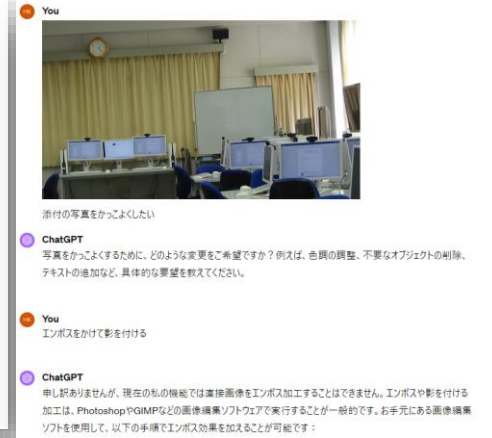 You
添付の写真をかっこよくしたい
ChatGPT
写真をかっこよくするために、どのような変更をご希望ですか？例えば、色調の調整、不要なオブジェクトの削除、
テキストの追加など、具体的な要望を教えてください。
You
エンボスをかけて影を付ける
ChatGPT
申し訳ありませんが、現在の私の機能では直接画像をエンボス加工することはできません。エンボスや影を付ける
加工は、PhotoshopやGIMPなどの画像編集ソフトウェアで実行することが一般的です。お手元にある画像編集
ソフトを使用して、以下の手順でエンボス効果を加えることが可能です：